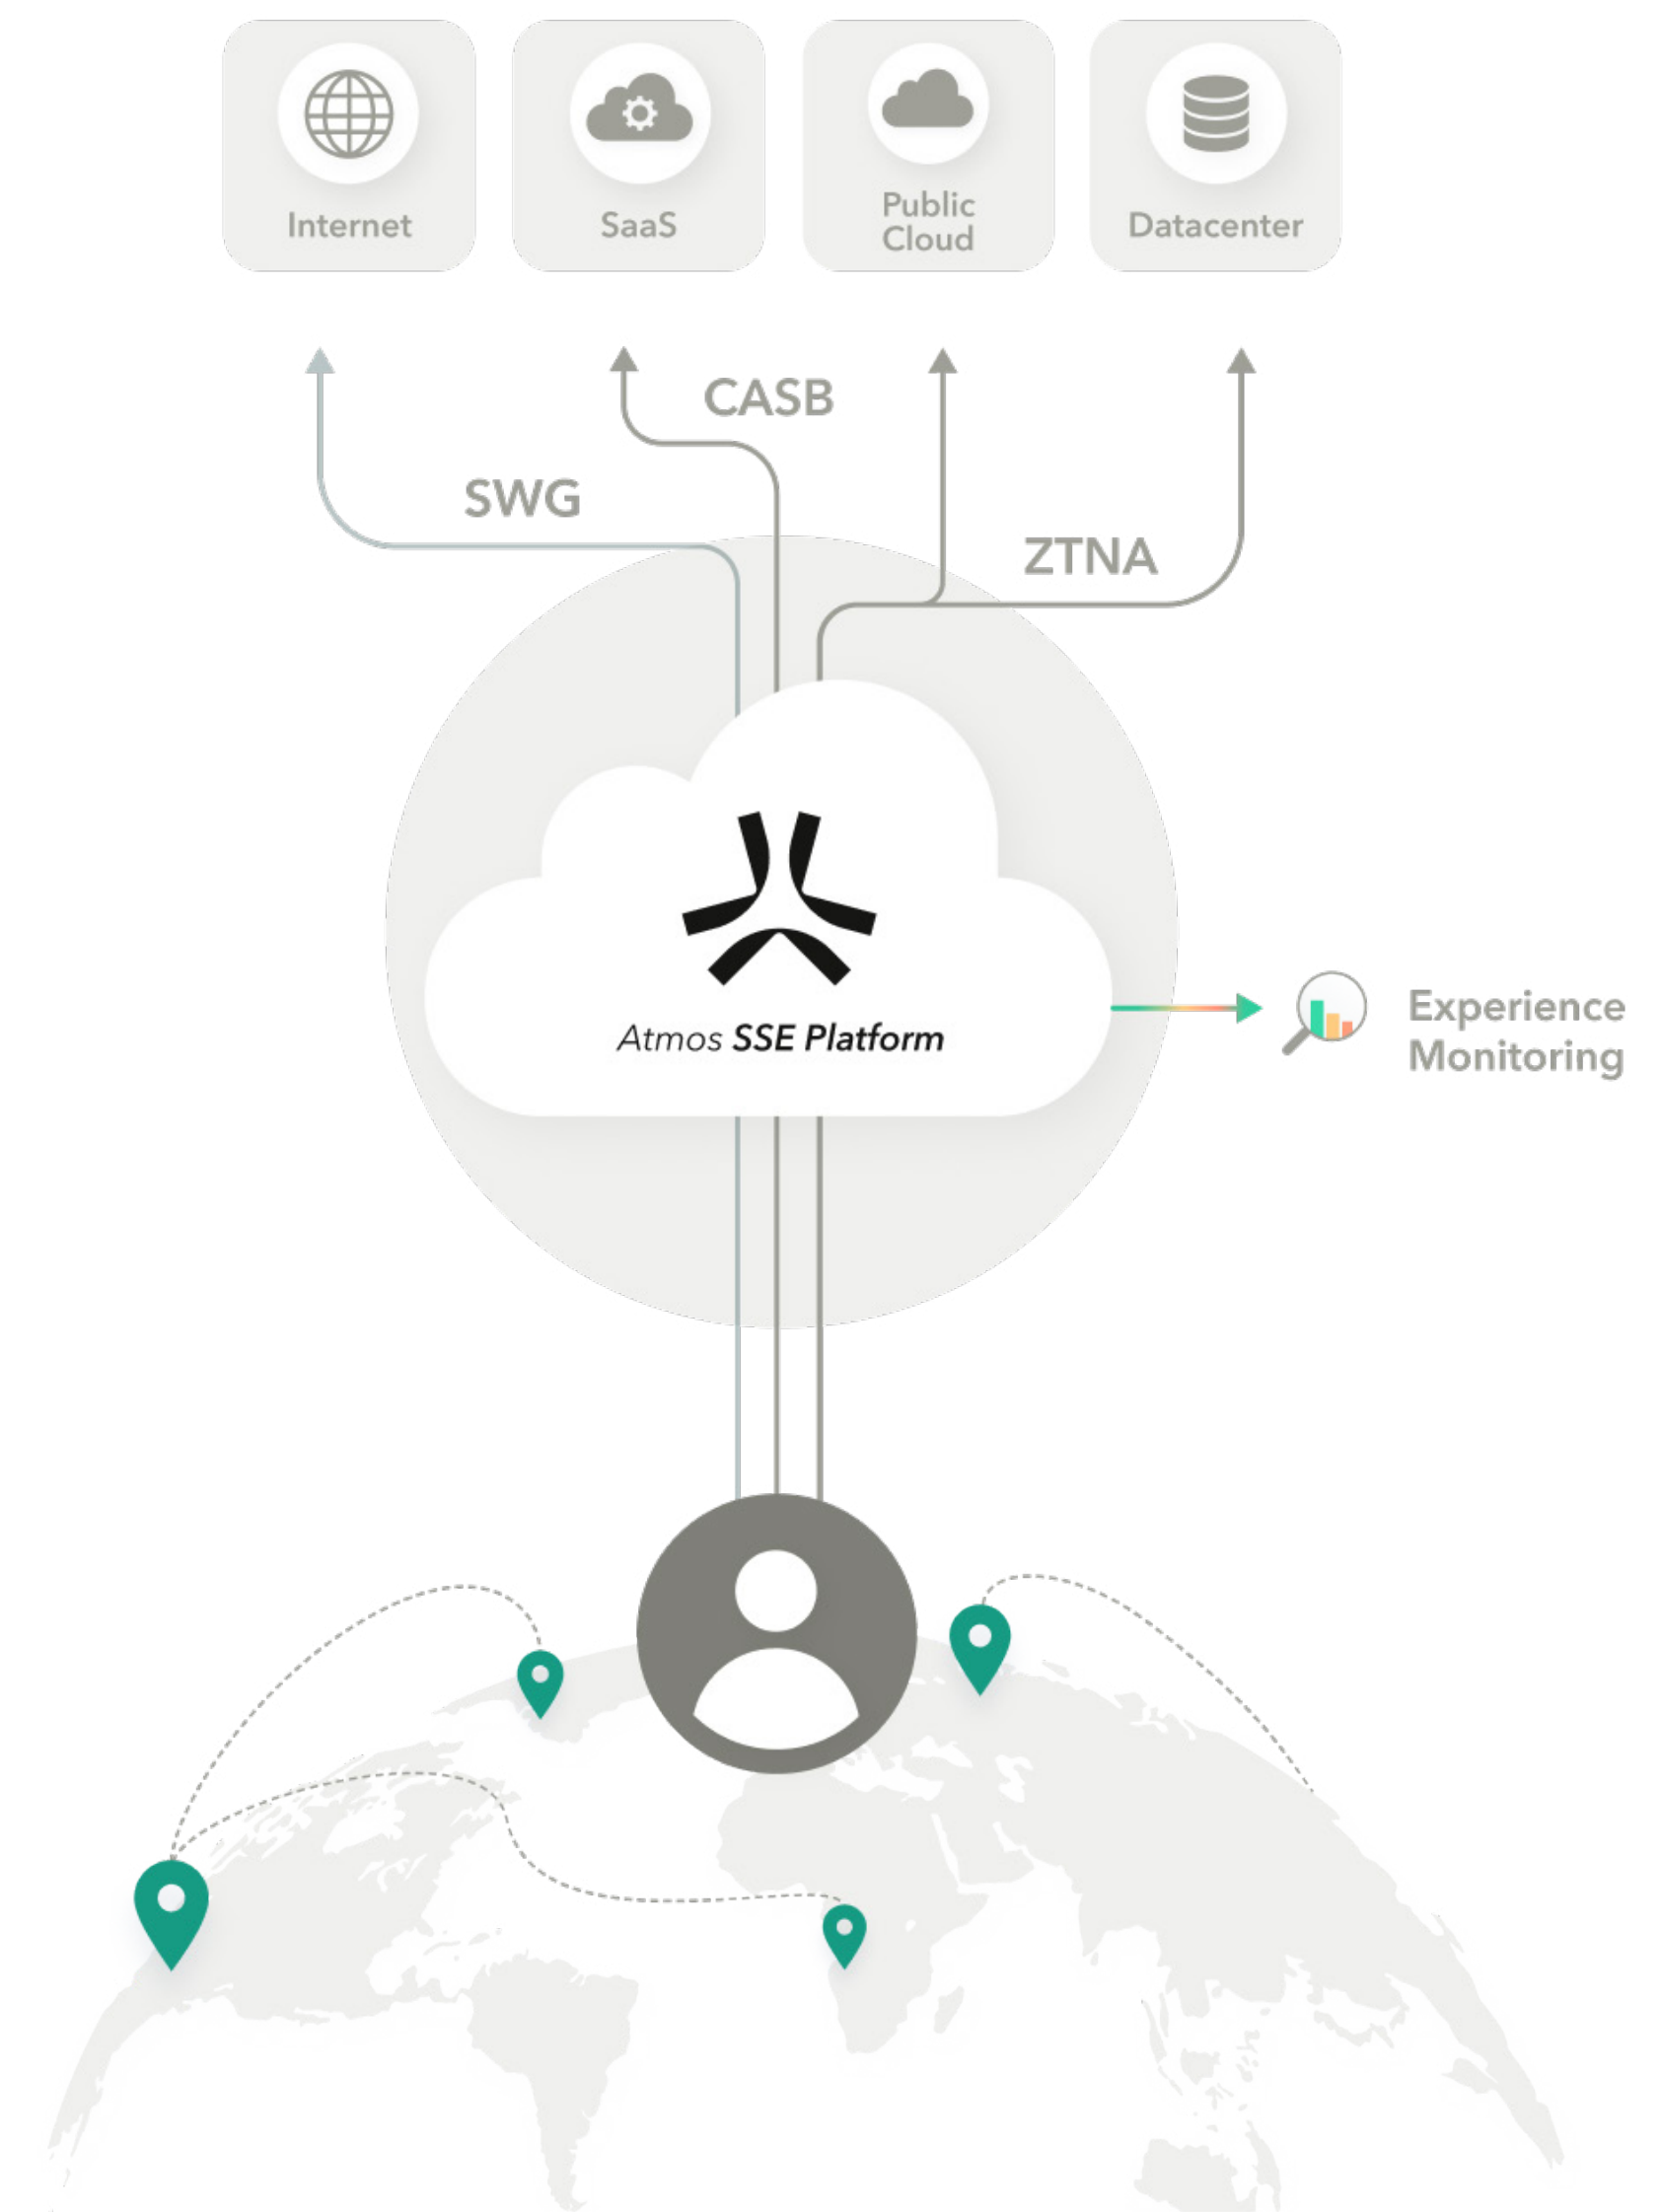 Internet
SaaS
Public
Cloud
Datacenter
CASB
SWG
ZTNA
Atmos SSE Platform
Experience
Monitoring